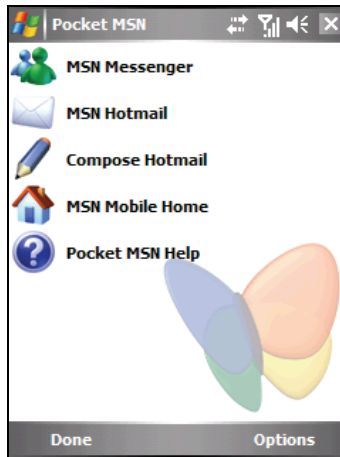 Pocket MSN
MSN Messenger
MSN Hotmail
Compose Hotmail
MSN Mobile Home
Pocket MSN Help
Done Options